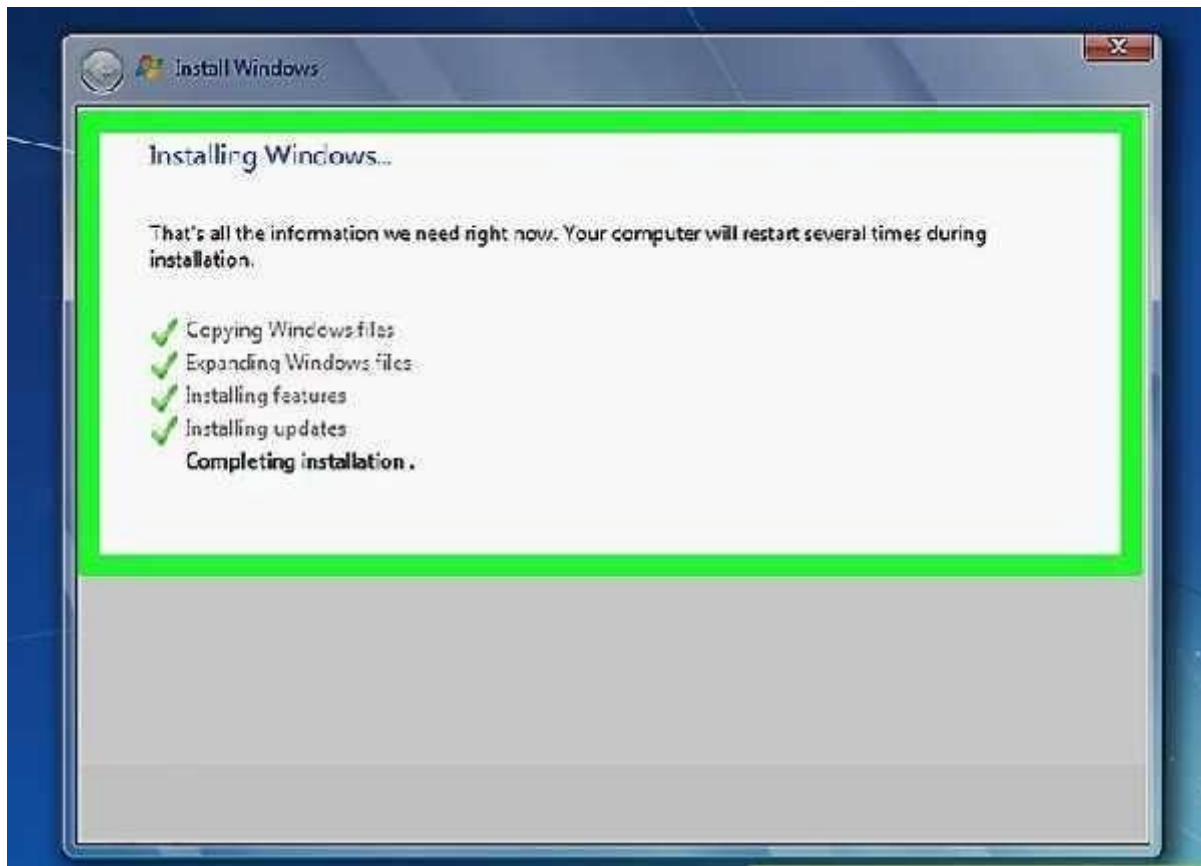 Install Windows
Installing Windows...
That's all the information we need right now. Your computer will restart several times during
installation.
Copying Windows files
Expanding Windows files
Installing features
Installing updates
Completing installation .